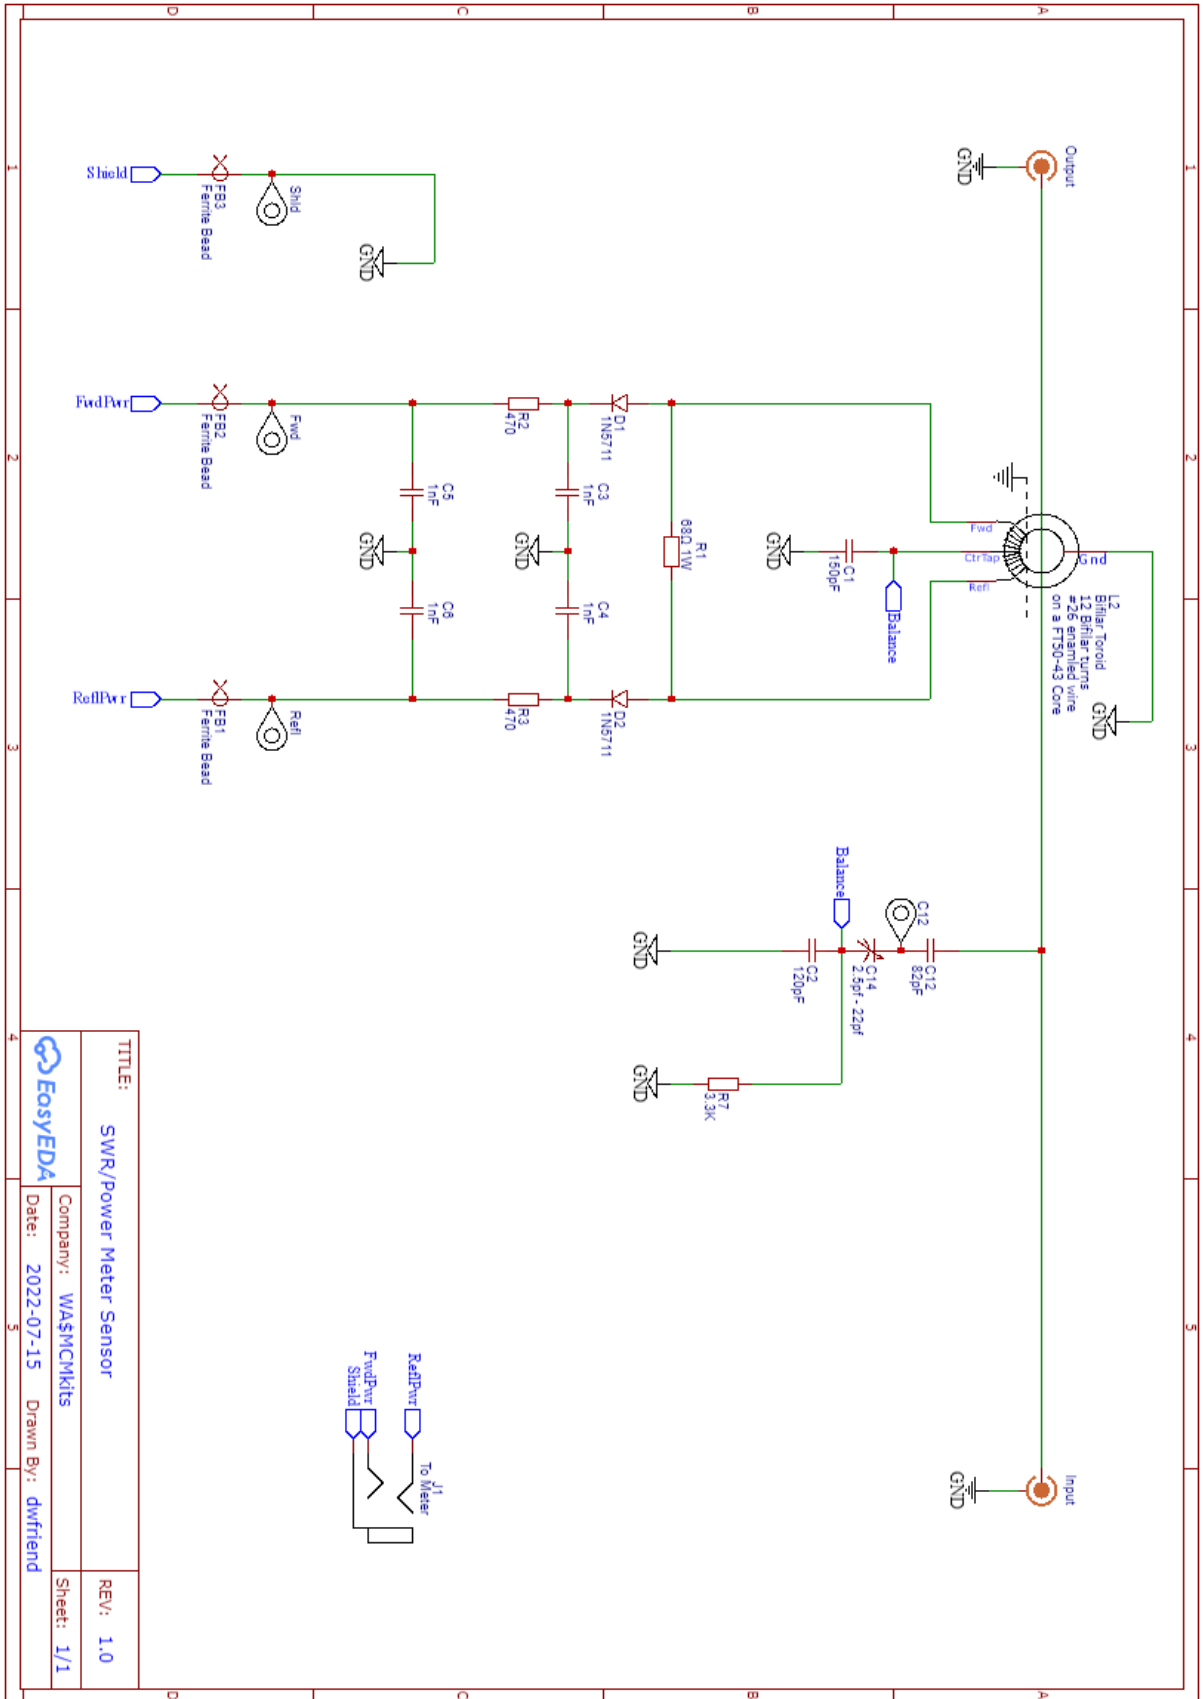 1
2
3
4
5
A
B
C
D
Output
GND
L2
Bifilar Toroid
12 Bifilar turns
#26 enamled wire
on a FT50-43 Core
Gnd
GND
Fwd
CtrTap
Refl
Balance
C1
150pF
GND
R1
68Ω 1W
D1
1N5711
D2
1N5711
C3
1nF
C4
1nF
GND
R2
470
R3
470
C5
1nF
C6
1nF
GND
Shld
GND
Fwd
Refl
FB3
Ferrite Bead
FB2
Ferrite Bead
FB1
Ferrite Bead
Shield
FwdPwr
ReflPwr
C12
C12
82pF
C14
2.5pf - 22pf
Balance
C2
120pF
GND
R7
3.3K
GND
Input
GND
J1
To Meter
ReflPwr
FwdPwr
Shield
TITLE:
SWR/Power Meter Sensor
REV: 1.0
EasyEDA
Company: WA$MCMkits
Sheet: 1/1
Date: 2022-07-15 Drawn By: dwfriend
1
2
3
4
5
A
B
C
D